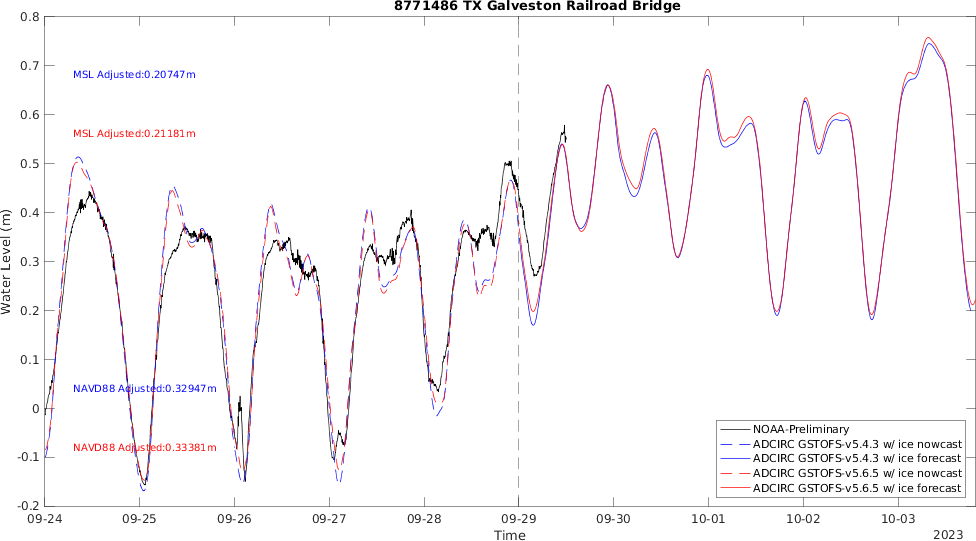 8771486 TX Galveston Railroad Bridge
0.8
0.7
0.6
0.5
0.4
0.3
0.2
0.1
0
-0.1
-0.2
Water Level (m)
MSL Adjusted:0.20747m
MSL Adjusted:0.21181m
NAVD88 Adjusted:0.32947m
NAVD88 Adjusted:0.33381m
NOAA-Preliminary
ADCIRC GSTOFS-v5.4.3 w/ ice nowcast
ADCIRC GSTOFS-v5.4.3 w/ ice forecast
ADCIRC GSTOFS-v5.6.5 w/ ice nowcast
ADCIRC GSTOFS-v5.6.5 w/ ice forecast
09-24 09-25 09-26 09-27 09-28 09-29 09-30 10-01 10-02 10-03
Time
2023